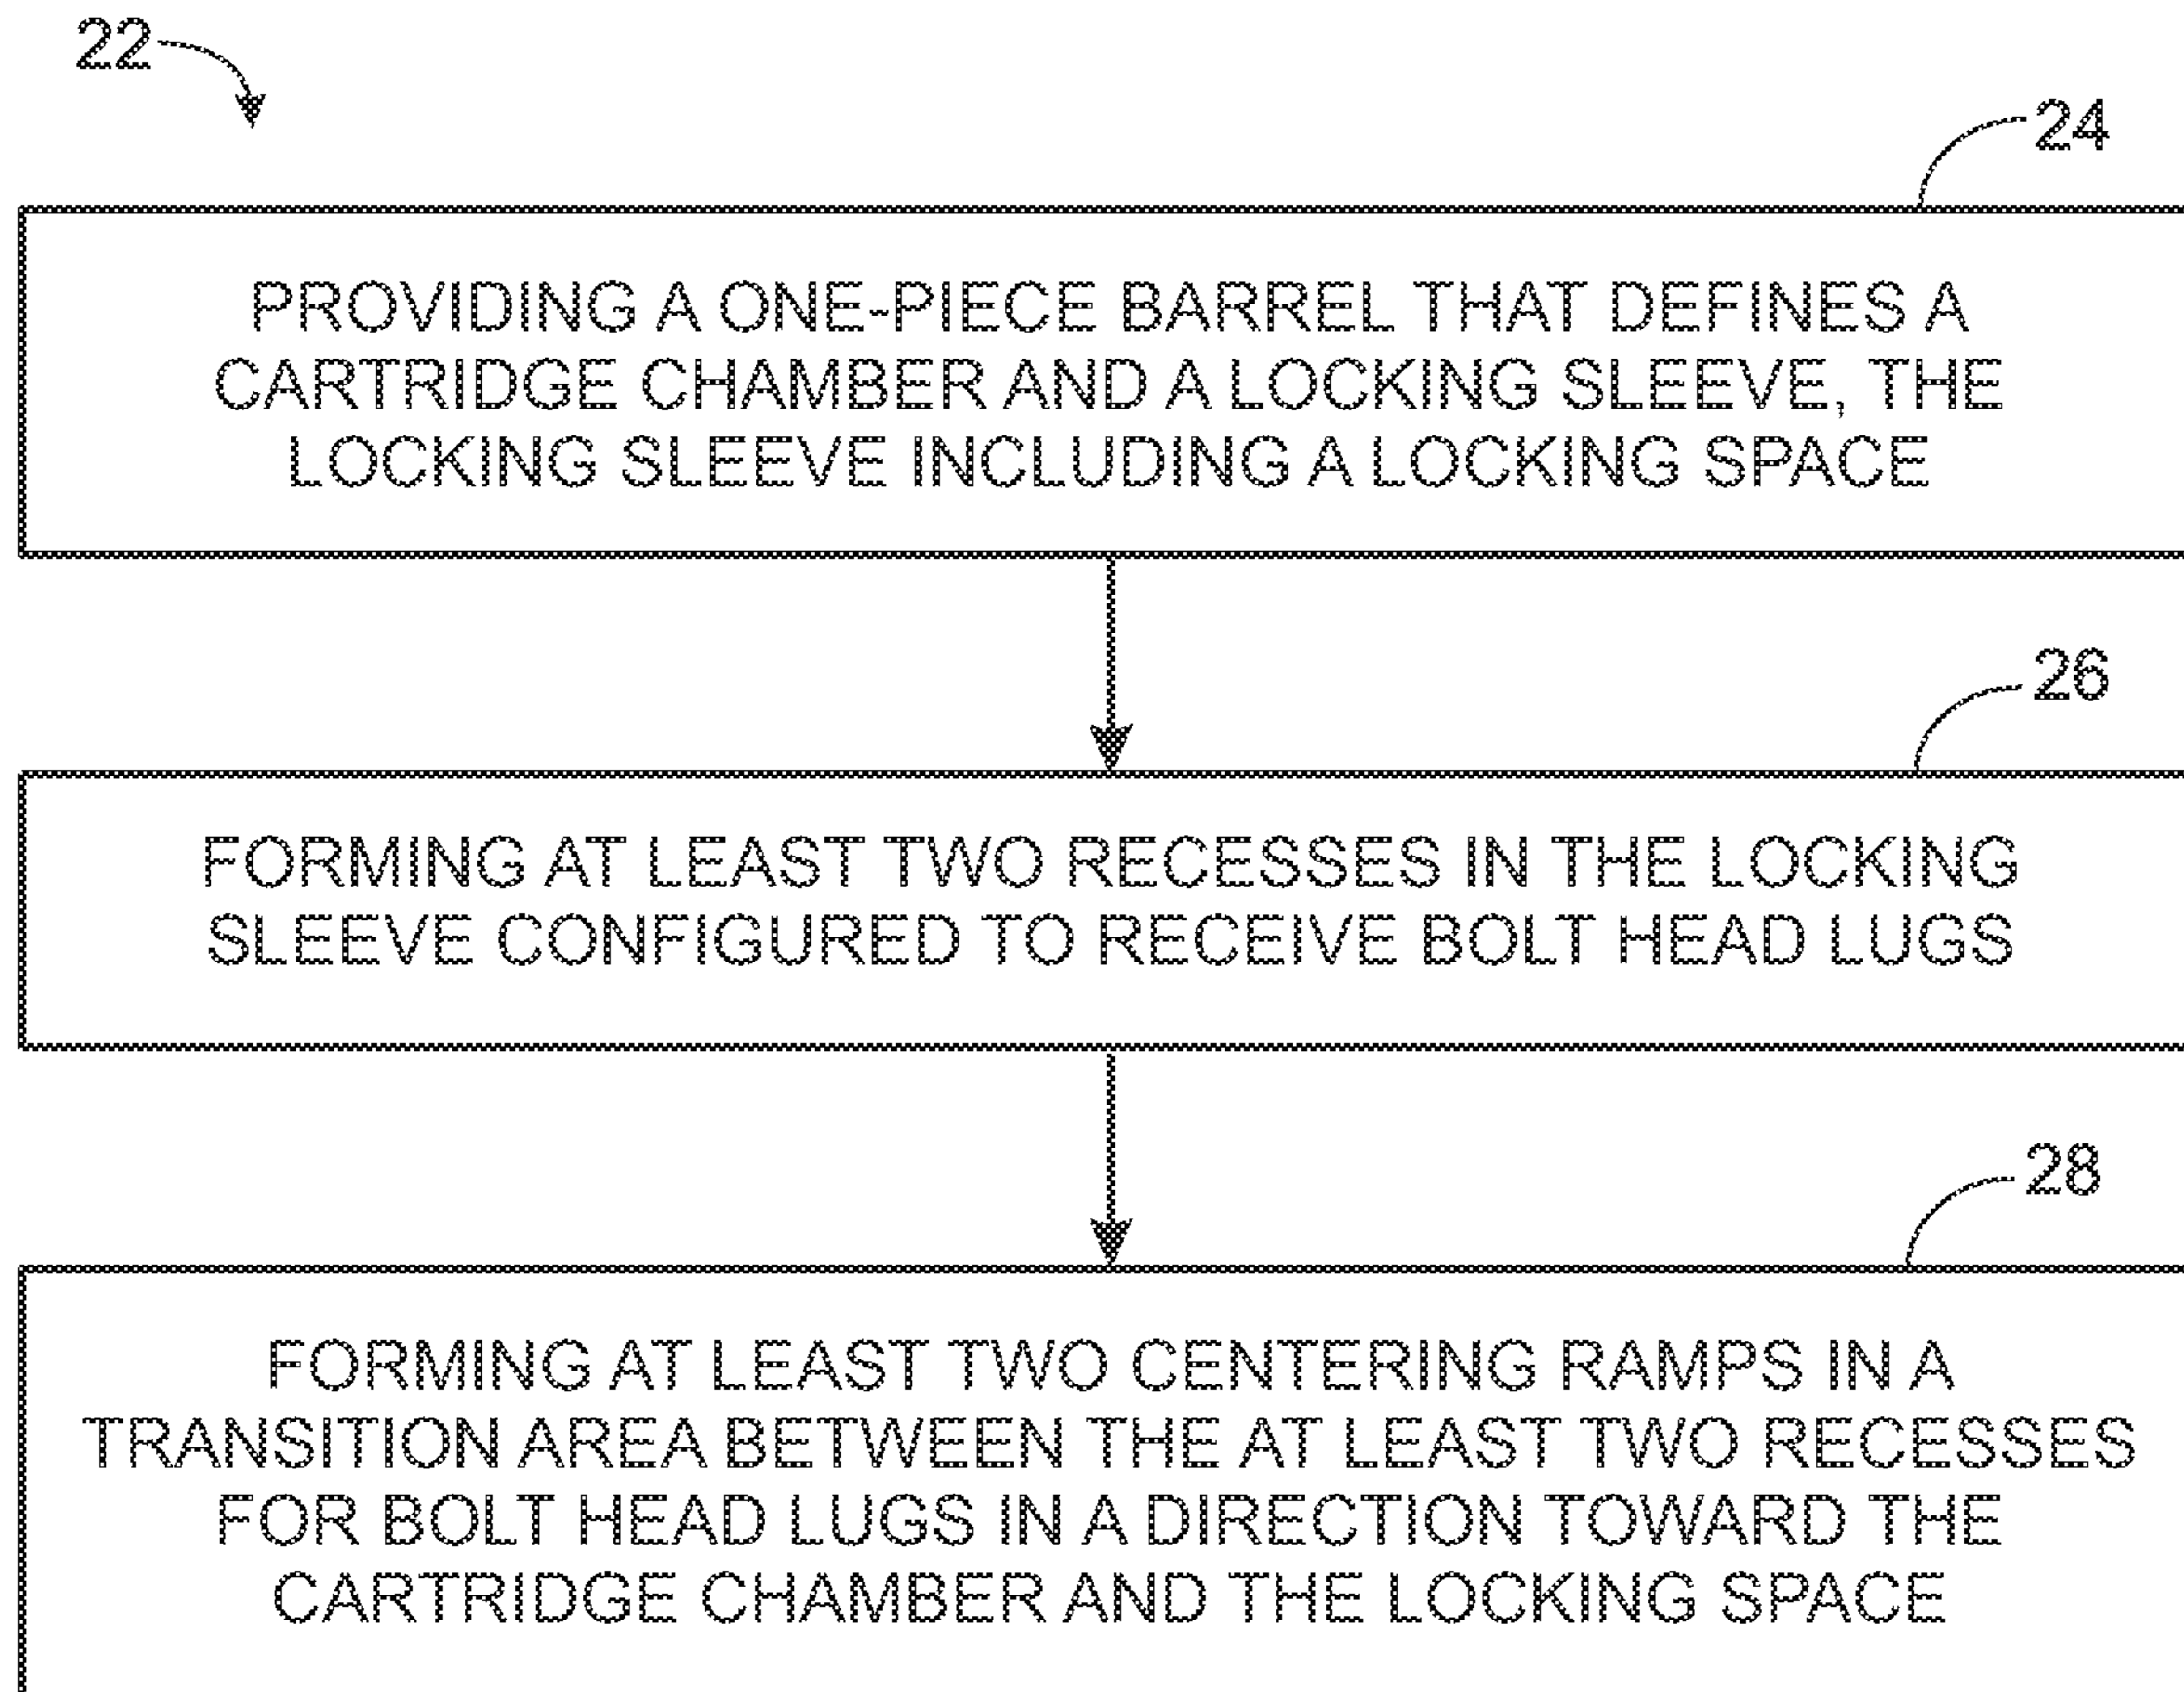 22
24
PROVIDING A ONE-PIECE BARREL THAT DEFINES A
CARTRIDGE CHAMBER AND A LOCKING SLEEVE, THE
LOCKING SLEEVE INCLUDING A LOCKING SPACE
26
FORMING AT LEAST TWO RECESSES IN THE LOCKING
SLEEVE CONFIGURED TO RECEIVE BOLT HEAD LUGS
28
FORMING AT LEAST TWO CENTERING RAMPS IN A
TRANSITION AREA BETWEEN THE AT LEAST TWO RECESSES
FOR BOLT HEAD LUGS IN A DIRECTION TOWARD THE
CARTRIDGE CHAMBER AND THE LOCKING SPACE